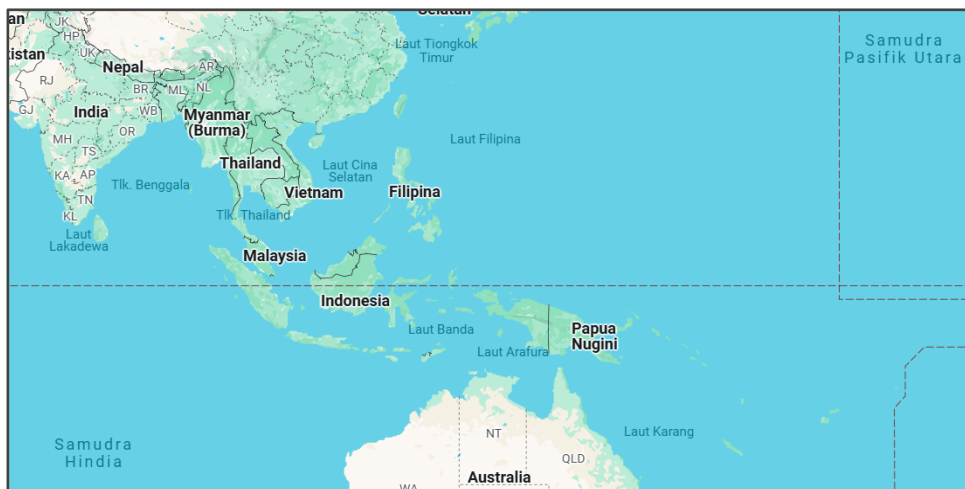 Selatan
JK
HP
UK
Nepal
RJ
AR
BR
ML
NL
GJ
India
WB
OR
MH
TS
KA
AP
TN
KL
Myanmar
(Burma)
Thailand
Vietnam
Laut Tiongkok
Timur
Samudra
Pasifik Utara
Laut Filipina
Laut Cina
Selatan
Tlk. Benggala
Filipina
Tlk. Thailand
Laut
Lakadewa
Malaysia
Indonesia
Laut Banda
Papua
Nugini
Laut Arafura
Samudra
Hindia
NT
Laut Karang
QLD
Australia
WA